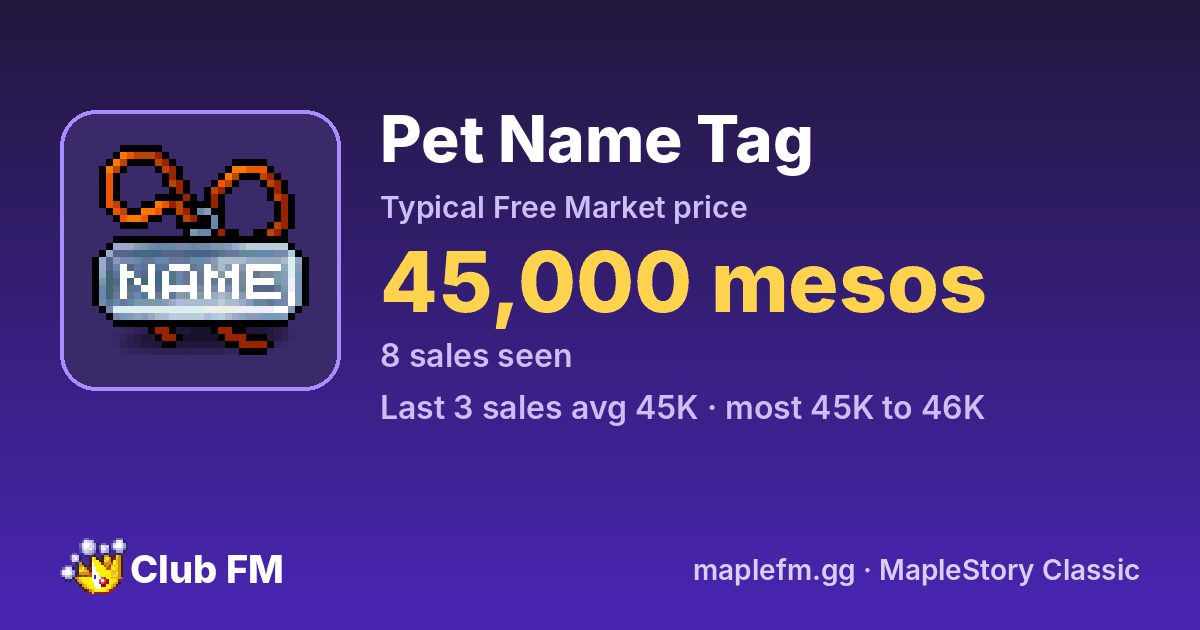 NAME
Pet Name Tag
Typical Free Market price
45,000 mesos
8 sales seen
Last 3 sales avg 45K · most 45K to 46K
Club FM
maplefm.gg · MapleStory Classic